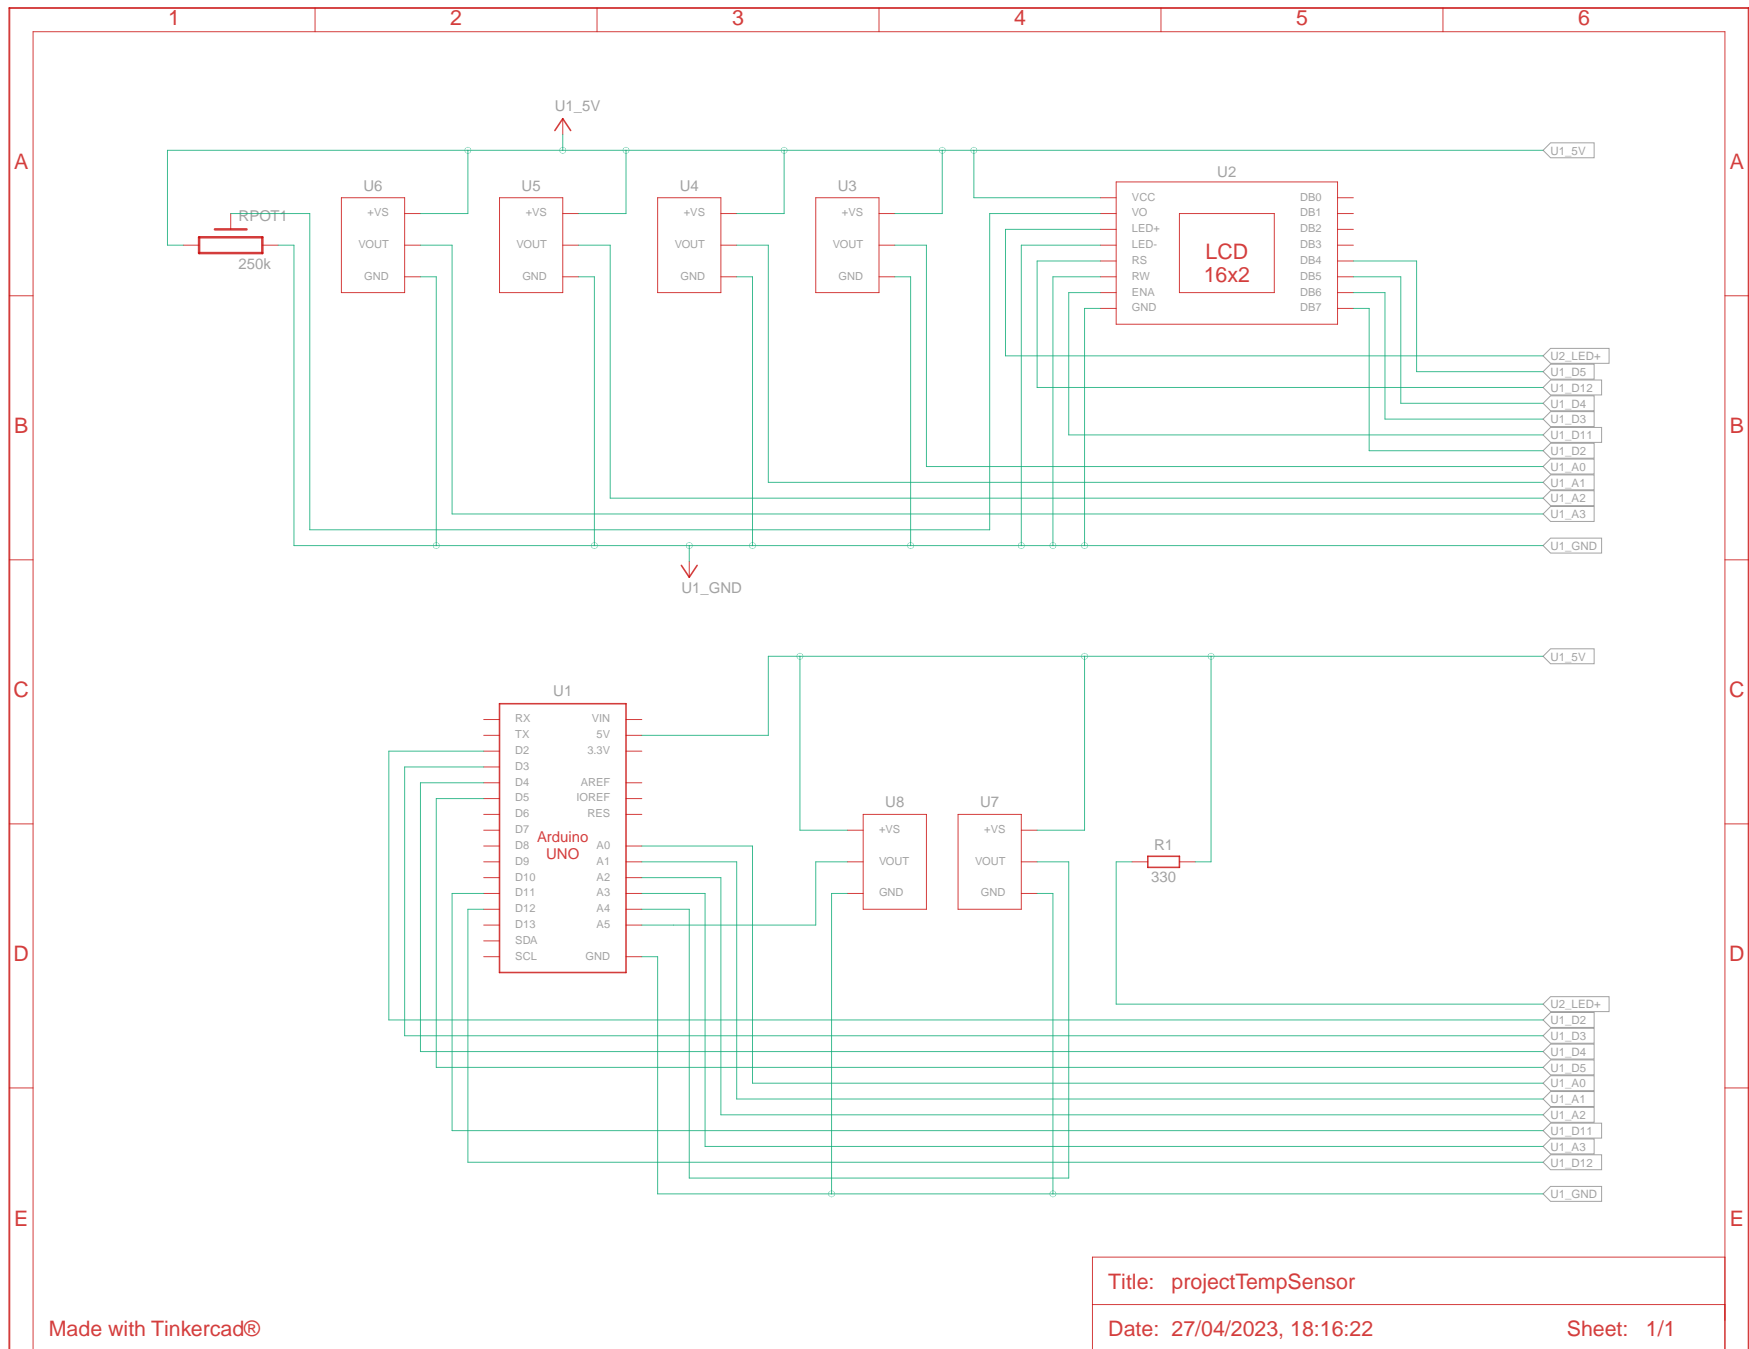 1 2 3 4 5 6
U1_5V
A A
U1_5V
U6 U5 U4 U3 U2
RPOT1
250k
+VS
VOUT
GND
+VS
VOUT
GND
+VS
VOUT
GND
+VS
VOUT
GND
VCC DB0
VO DB1
LED+ DB2
LED- DB3
RS DB4
RW DB5
ENA DB6
GND DB7
LCD
16x2
U2_LED+
U1_D5
U1_D12
U1_D4
U1_D3
B B
U1_D11
U1_D2
U1_A0
U1_A1
U1_A2
U1_A3
U1_GND
U1_GND
U1_5V
C C
U1
RX VIN
TX 5V
D2 3.3V
D3
D4 AREF
D5 IOREF
D6 RES
D7
D8 A0
D9 A1
D10 A2
D11 A3
D12 A4
D13 A5
SDA
SCL GND
Arduino
UNO
U8
+VS
VOUT
GND
U7
+VS
VOUT
GND
R1
330
D D
U2_LED+
U1_D2
U1_D3
U1_D4
U1_D5
U1_A0
U1_A1
U1_A2
U1_D11
U1_A3
U1_D12
U1_GND
E E
Title: projectTempSensor
Made with Tinkercad®
Date: 27/04/2023, 18:16:22 Sheet: 1/1